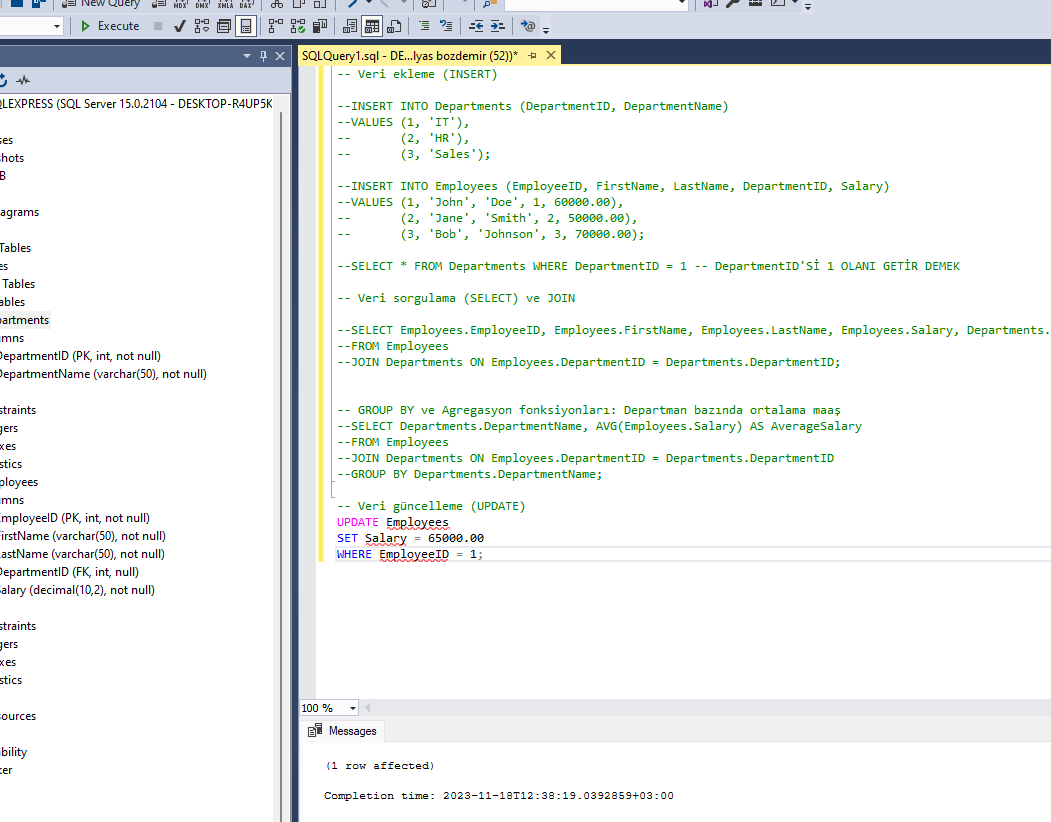 New Query
Execute
SQLQuery1.sql - DE...lyas bozdemir (52))*
QLEXPRESS (SQL Server 15.0.2104 - DESKTOP-R4UP5K
ses
shots
B
agrams
Tables
es
Tables
ables
partments
mns
DepartmentID (PK, int, not null)
DepartmentName (varchar(50), not null)
straints
gers
xes
stics
ployees
mns
EmployeeID (PK, int, not null)
FirstName (varchar(50), not null)
LastName (varchar(50), not null)
DepartmentID (FK, int, null)
Salary (decimal(10,2), not null)
straints
gers
xes
stics
sources
bility
ker
-- Veri ekleme (INSERT)
--INSERT INTO Departments (DepartmentID, DepartmentName)
--VALUES (1, 'IT'),
--       (2, 'HR'),
--       (3, 'Sales');
--INSERT INTO Employees (EmployeeID, FirstName, LastName, DepartmentID, Salary)
--VALUES (1, 'John', 'Doe', 1, 60000.00),
--       (2, 'Jane', 'Smith', 2, 50000.00),
--       (3, 'Bob', 'Johnson', 3, 70000.00);
--SELECT * FROM Departments WHERE DepartmentID = 1 -- DepartmentID'Sİ 1 OLANI GETİR DEMEK
-- Veri sorgulama (SELECT) ve JOIN
--SELECT Employees.EmployeeID, Employees.FirstName, Employees.LastName, Employees.Salary, Departments.
--FROM Employees
--JOIN Departments ON Employees.DepartmentID = Departments.DepartmentID;
-- GROUP BY ve Agregasyon fonksiyonları: Departman bazında ortalama maaş
--SELECT Departments.DepartmentName, AVG(Employees.Salary) AS AverageSalary
--FROM Employees
--JOIN Departments ON Employees.DepartmentID = Departments.DepartmentID
--GROUP BY Departments.DepartmentName;
-- Veri güncelleme (UPDATE)
UPDATE Employees
SET Salary = 65000.00
WHERE EmployeeID = 1;
100 %
Messages
(1 row affected)
Completion time: 2023-11-18T12:38:19.0392859+03:00